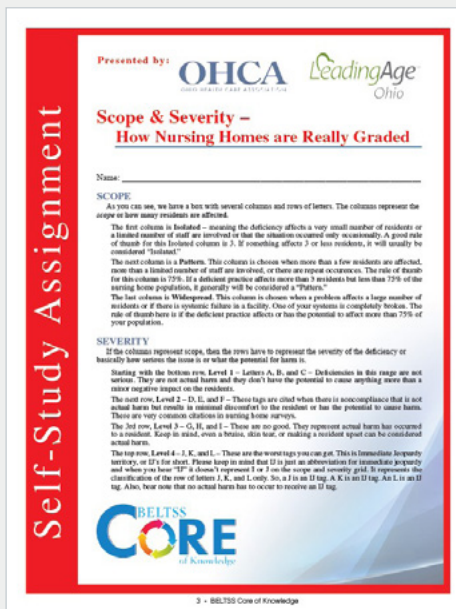 Self-Study Assignment
Presented by:
OHCA
OHIO HEALTH CARE ASSOCIATION
LeadingAge
Ohio
Scope & Severity –
How Nursing Homes are Really Graded
Name:
SCOPE
As you can see, we have a box with several columns and rows of letters. The columns represent the
scope or how many residents are affected.
The first column is Isolated – meaning the deficiency affects a very small number of residents or
a limited number of staff are involved or that the situation occurred only occasionally. A good rule
of thumb for this Isolated column is 3. If something affects 3 or less residents, it will usually be
considered "Isolated."
The next column is a Pattern. This column is chosen when more than a few residents are affected,
more than a limited number of staff are involved, or there are repeat occurences. The rule of thumb
for this column is 75%. If a deficient practice affects more than 3 residents but less than 75% of the
nursing home population, it generally will be considered a "Pattern."
The last column is Widespread. This column is chosen when a problem affects a large number of
residents or if there is systemic failure in a facility. One of your systems is completely broken. The
rule of thumb here is if the deficient practice affects or has the potential to affect more than 75% of
your population.
SEVERITY
If the columns represent scope, then the rows have to represent the severity of the deficiency or
basically how serious the issue is or what the potential for harm is.
Starting with the bottom row, Level 1 – Letters A, B, and C – Deficiencies in this range are not
serious. They are not actual harm and they don't have the potential to cause anything more than a
minor negative impact on the residents.
The next row, Level 2 – D, E, and F – These tags are cited when there is noncompliance that is not
actual harm but results in minimal discomfort to the resident or has the potential to cause harm.
These are very common citations in nursing home surveys.
The 3rd row, Level 3 – G, H, and I – These are no good. They represent actual harm has occurred
to a resident. Keep in mind, even a bruise, skin tear, or making a resident upset can be considered
actual harm.
The top row, Level 4 – J, K, and L – These are the worst tags you can get. This is Immediate Jeopardy
territory, or IJ's for short. Please keep in mind that IJ is just an abbreviation for immediate jeopardy
and when you hear "IJ" it doesn't represent I or J on the scope and severity grid. It represents the
classification of the row of letters J, K, and L only. So, a J is an IJ tag. A K is an IJ tag. An L is an IJ
tag. Also, bear note that no actual harm has to occur to receive an IJ tag.
BELTSS
CORE
of Knowledge
3 - BELTSS Core of Knowledge